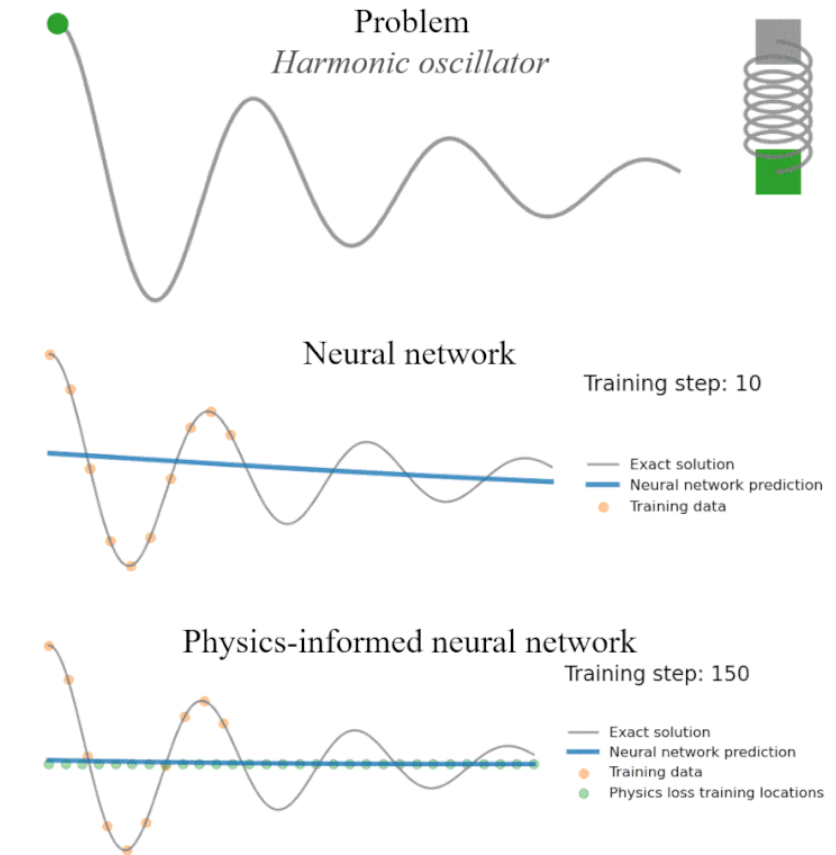 Problem
Harmonic oscillator
Neural network
Training step: 10
Exact solution
Neural network prediction
Training data
Physics-informed neural network
Training step: 150
Exact solution
Neural network prediction
Training data
Physics loss training locations